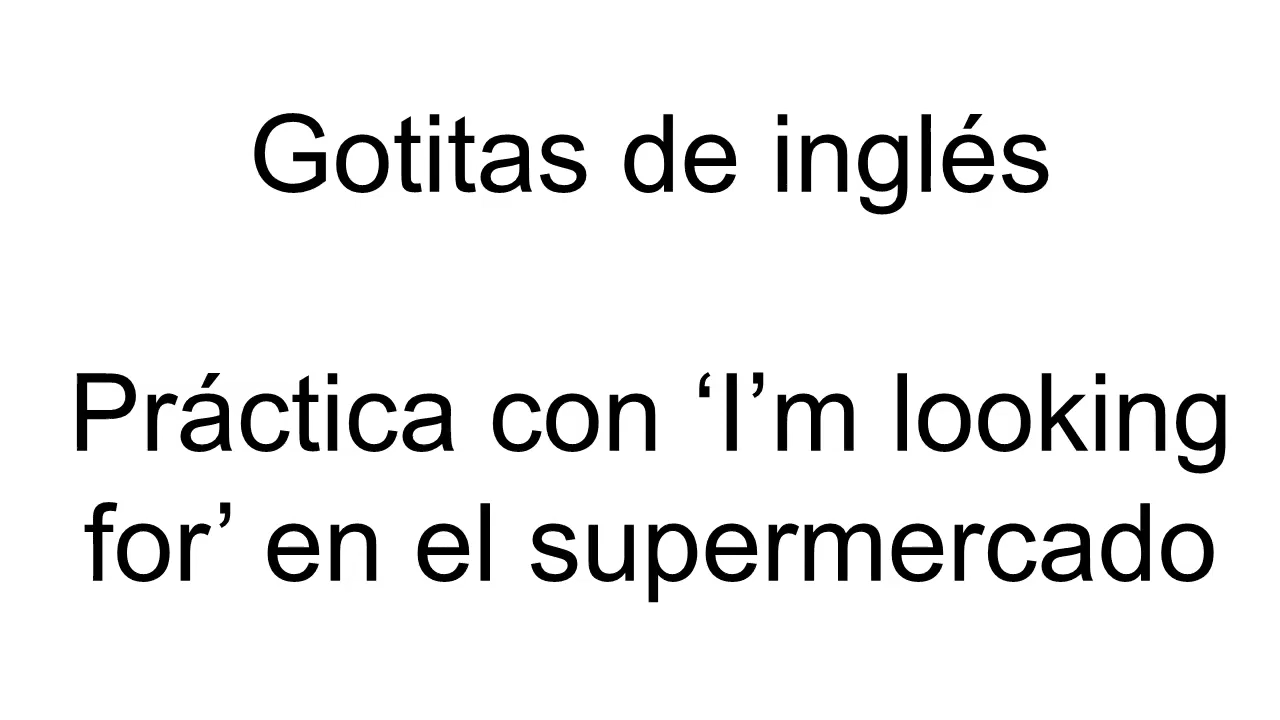 Gotitas de inglés
Práctica con ‘I’m looking
for’ en el supermercado